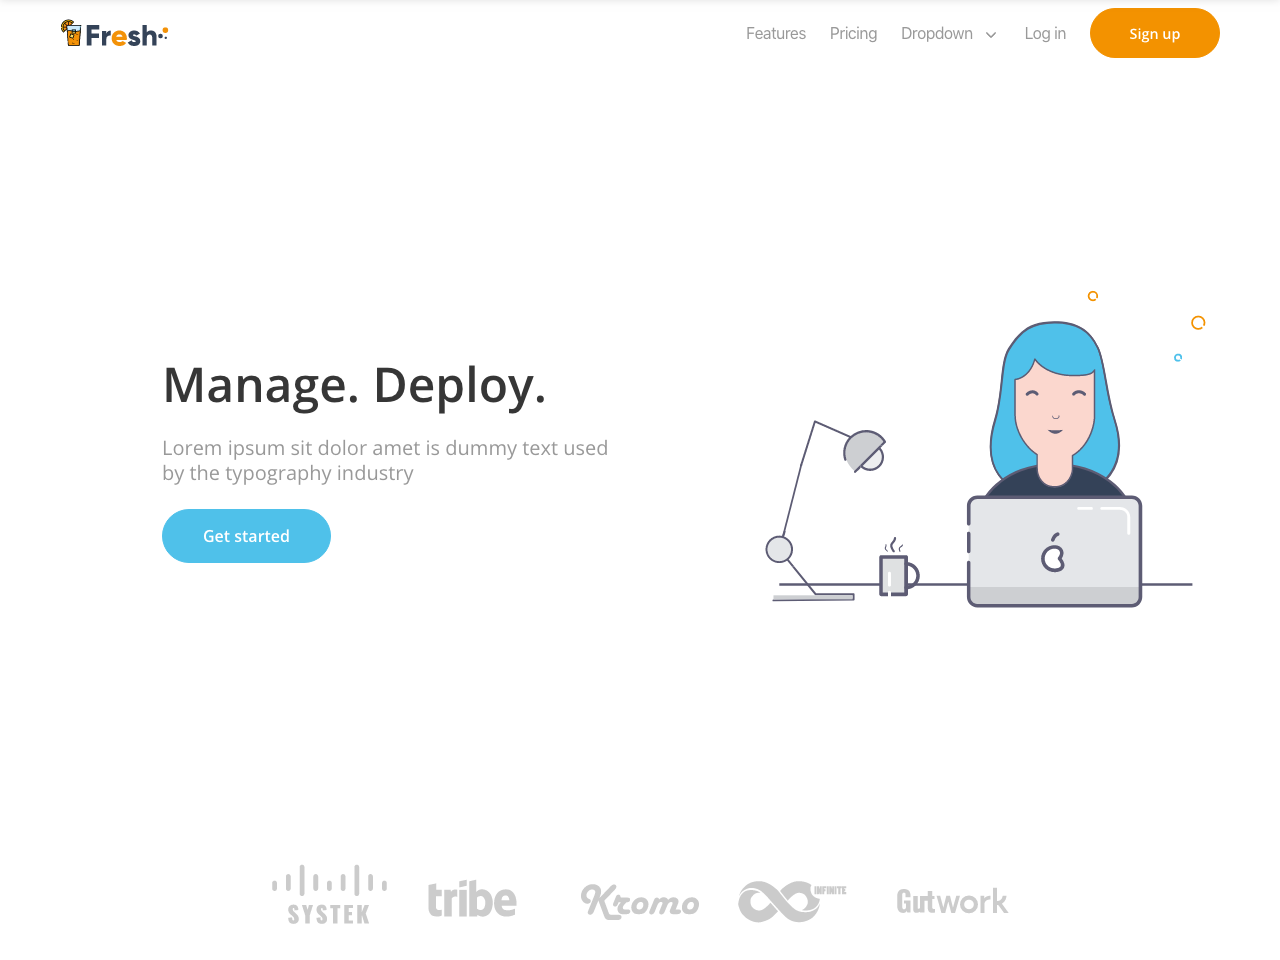 Fresh
Features Pricing Dropdown Log in Sign up
Manage. Deploy.
Lorem ipsum sit dolor amet is dummy text used
by the typography industry
Get started
SYSTEK tribe Kromo INFINITE Gutwork